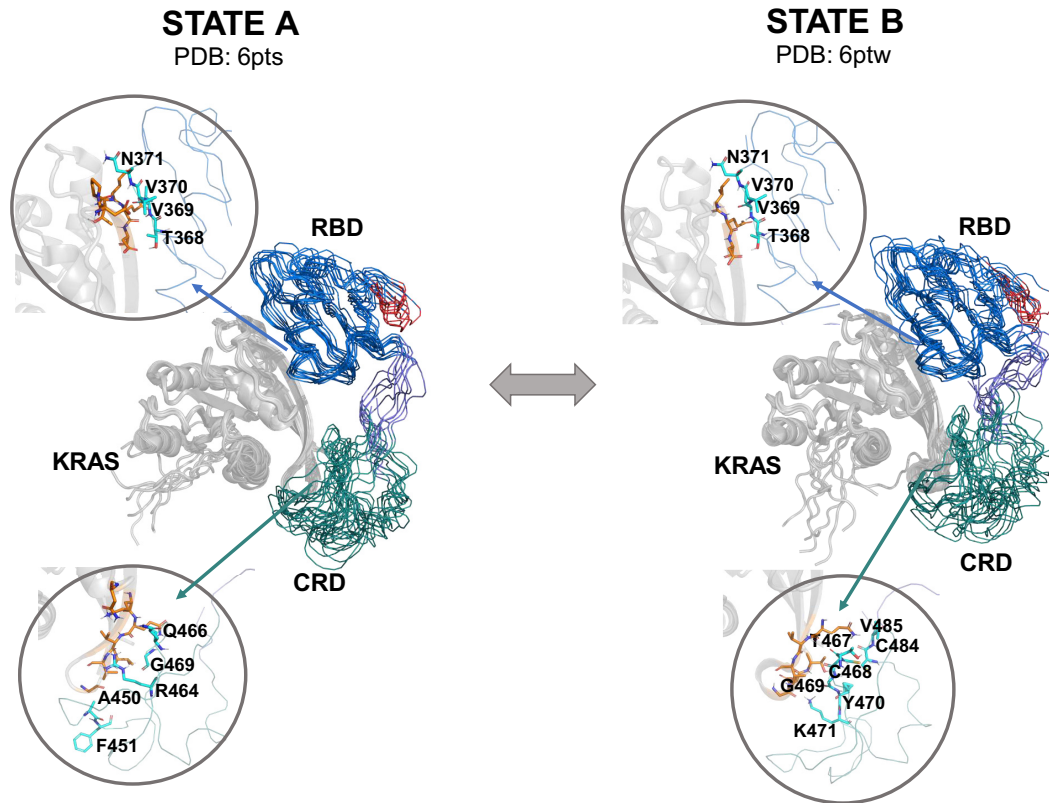 STATE A
PDB: 6pts
N371
V370
V369
T368
RBD
KRAS
CRD
Q466
G469
R464
A450
F451
STATE B
PDB: 6ptw
N371
V370
V369
T368
RBD
KRAS
CRD
V485
T467
C484
C468
G469
Y470
K471